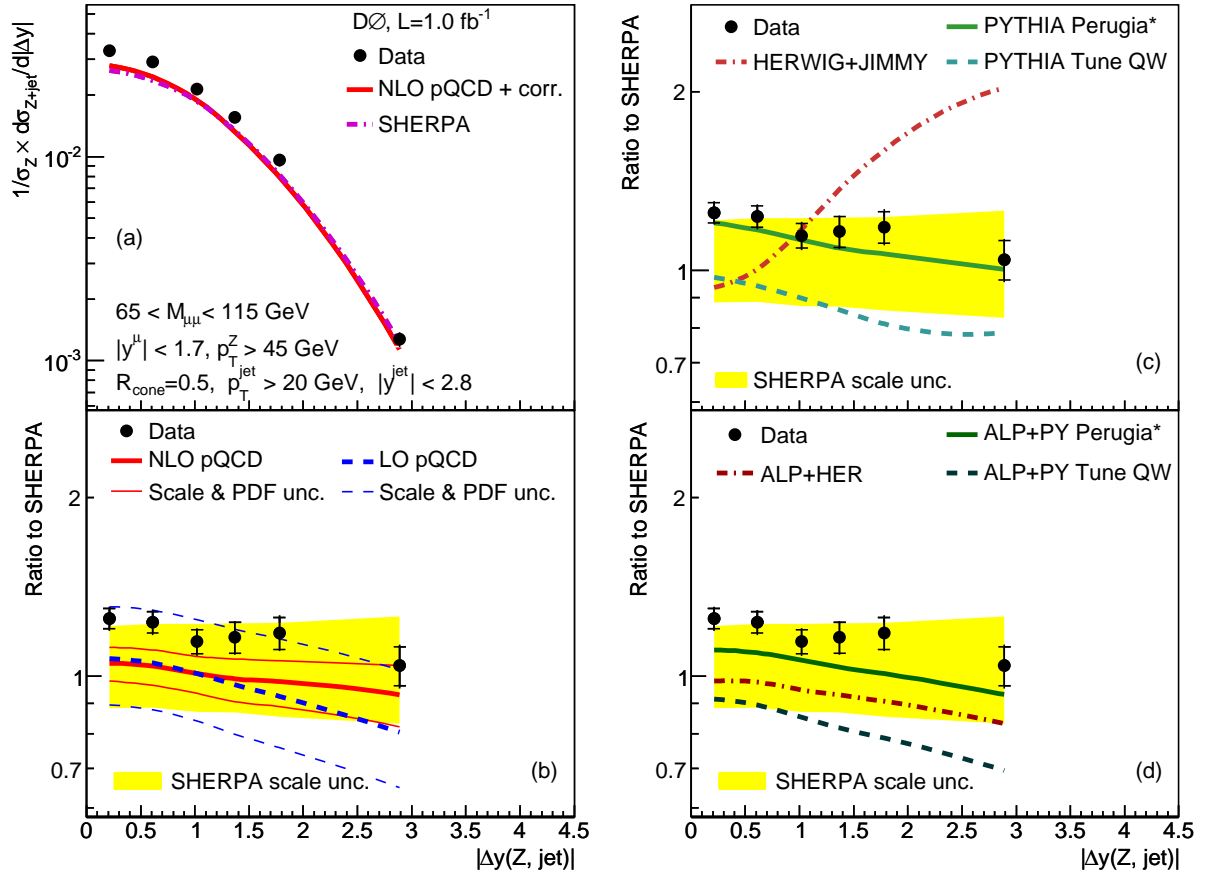 1/σ_Z × dσ_Z+jet/d|Δy|
10^-2
10^-3
DØ, L=1.0 fb^-1
Data
NLO pQCD + corr.
SHERPA
(a)
65 < M_μμ < 115 GeV
|y^μ| < 1.7, p_T^Z > 45 GeV
R_cone=0.5, p_T^jet > 20 GeV, |y^jet| < 2.8
Ratio to SHERPA
2
1
0.7
Data
PYTHIA Perugia*
HERWIG+JIMMY
PYTHIA Tune QW
(c)
SHERPA scale unc.
Ratio to SHERPA
2
1
0.7
Data
NLO pQCD
LO pQCD
Scale & PDF unc.
Scale & PDF unc.
SHERPA scale unc.
(b)
0 0.5 1 1.5 2 2.5 3 3.5 4 4.5
|Δy(Z, jet)|
Ratio to SHERPA
2
1
0.7
Data
ALP+PY Perugia*
ALP+HER
ALP+PY Tune QW
SHERPA scale unc.
(d)
0 0.5 1 1.5 2 2.5 3 3.5 4 4.5
|Δy(Z, jet)|